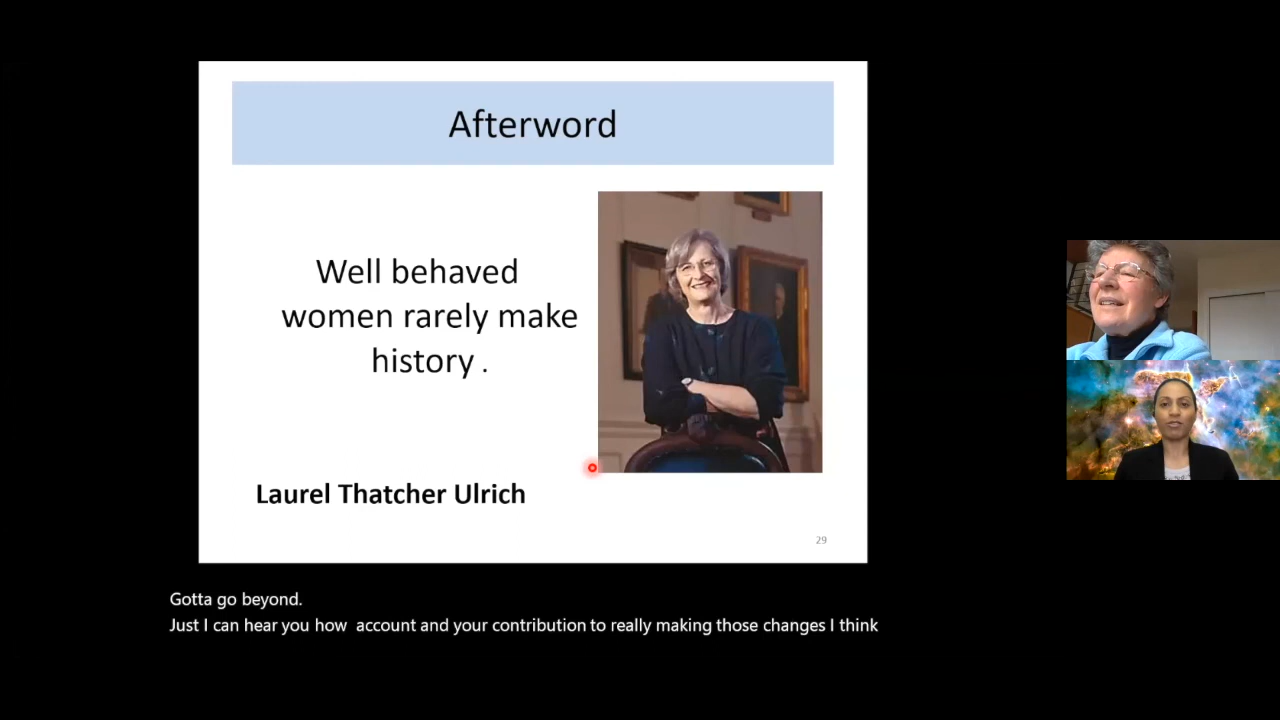 Afterword
Well behaved
women rarely make
history .
Laurel Thatcher Ulrich
29
Gotta go beyond.
Just I can hear you how  account and your contribution to really making those changes I think